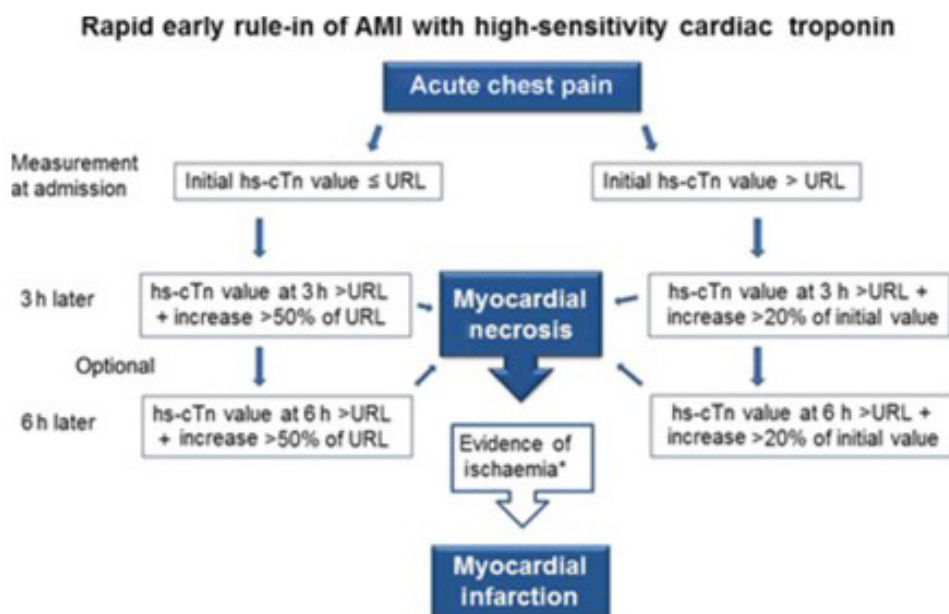 Rapid early rule-in of AMI with high-sensitivity cardiac troponin
Acute chest pain
Measurement
at admission
Initial hs-cTn value ≤ URL
Initial hs-cTn value > URL
3 h later
hs-cTn value at 3 h >URL
+ increase >50% of URL
Myocardial
necrosis
hs-cTn value at 3 h >URL +
increase >20% of initial value
Optional
6 h later
hs-cTn value at 6 h >URL
+ increase >50% of URL
hs-cTn value at 6 h >URL +
increase >20% of initial value
Evidence of
ischaemia*
Myocardial
infarction